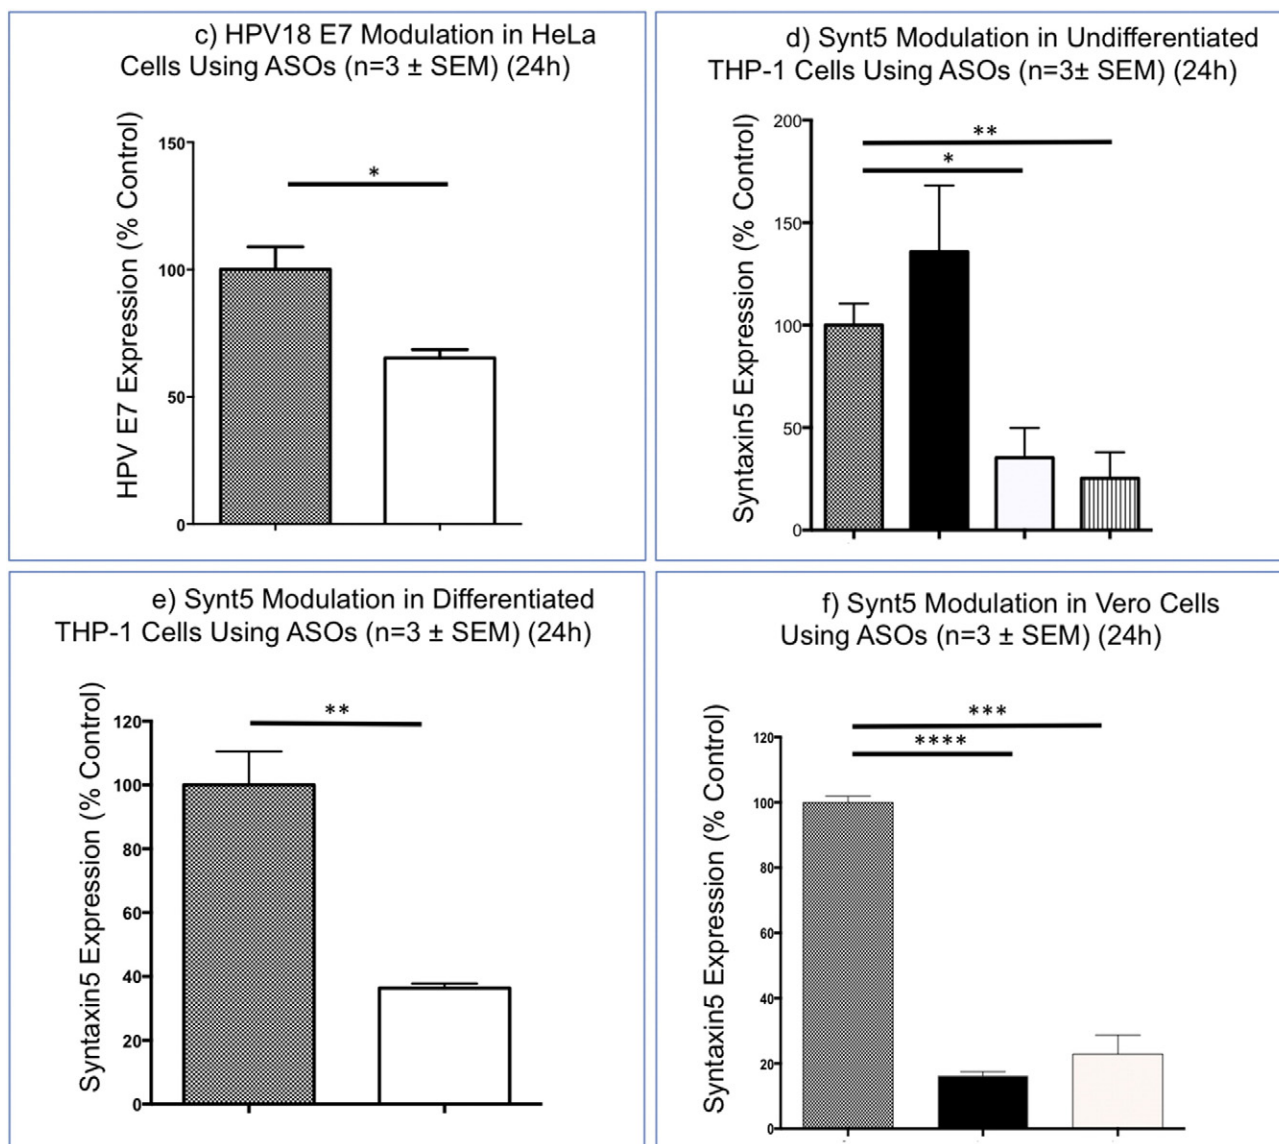 c) HPV18 E7 Modulation in HeLa
Cells Using ASOs (n=3 ± SEM) (24h)
HPV E7 Expression (% Control)
150
100
50
0
*
d) Synt5 Modulation in Undifferentiated
THP-1 Cells Using ASOs (n=3± SEM) (24h)
Syntaxin5 Expression (% Control)
200
150
100
50
0
**
*
e) Synt5 Modulation in Differentiated
THP-1 Cells Using ASOs (n=3 ± SEM) (24h)
Syntaxin5 Expression (% Control)
120
100
80
60
40
20
0
**
f) Synt5 Modulation in Vero Cells
Using ASOs (n=3 ± SEM) (24h)
Syntaxin5 Expression (% Control)
120
100
80
60
40
20
0
***
****